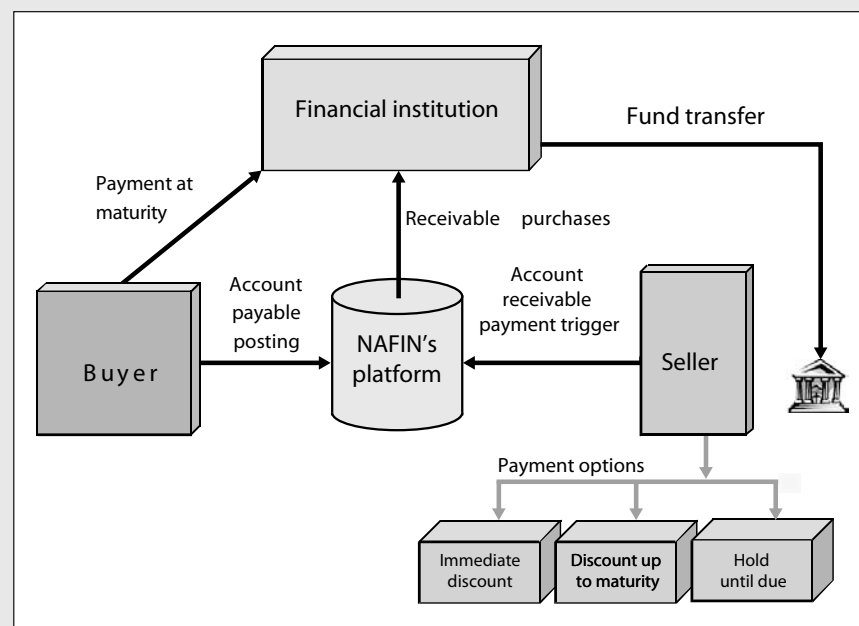 Financial institution
Fund transfer
Payment at
maturity
Receivable purchases
Account
payable
posting
Account
receivable
payment trigger
Buyer
NAFIN's
platform
Seller
Payment options
Immediate
discount
Discount up
to maturity
Hold
until due